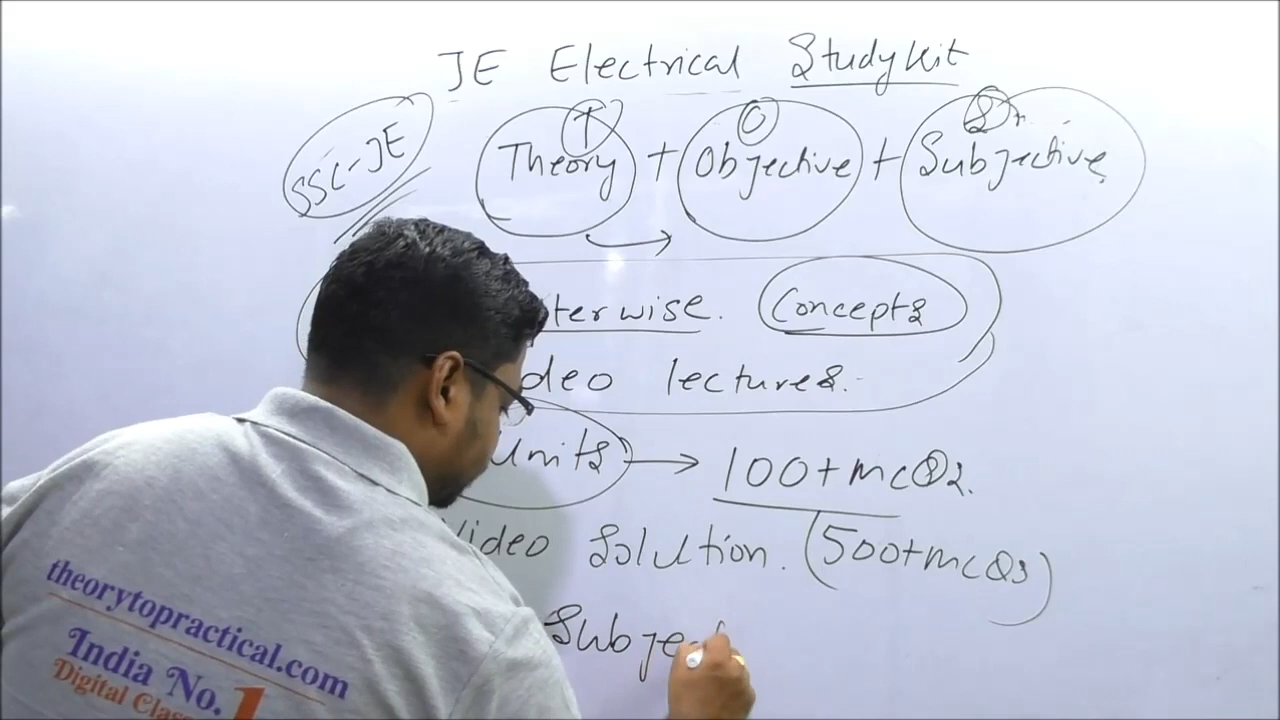 JE Electrical Studykit
SSC-JE
T O S
Theory + Objective + Subjective
terwise. Concepts
deo lectures.
Units → 100+ mcQs.
Video Solution. (500+mcQs)
Subject
theorytopractical.com
India No. 1
Digital Class